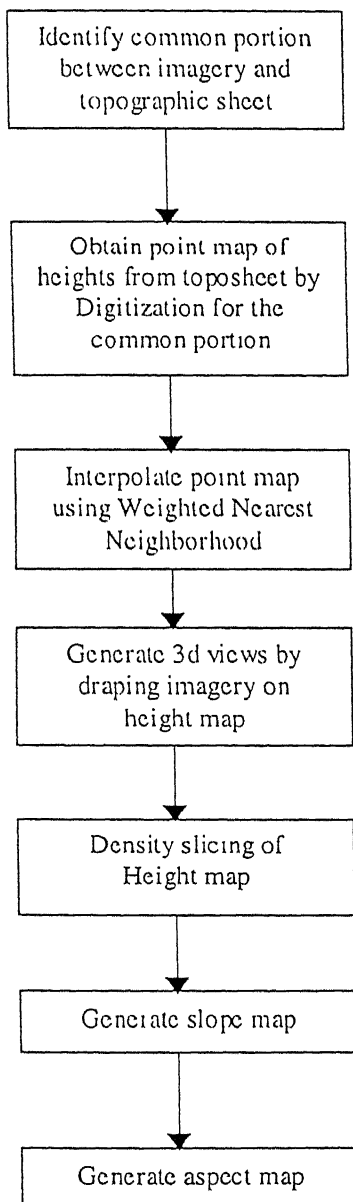 Identify common portion
between imagery and
topographic sheet
Obtain point map of
heights from toposheet by
Digitization for the
common portion
Interpolate point map
using Weighted Nearest
Neighborhood
Generate 3d views by
draping imagery on
height map
Density slicing of
Height map
Generate slope map
Generate aspect map